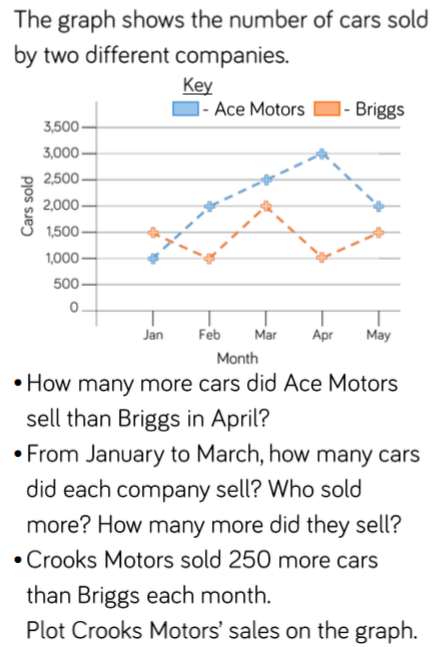 The graph shows the number of cars sold
by two different companies.
Key
- Ace Motors - Briggs
3,500
3,000
2,500
2,000
1,500
1,000
500
0
Cars sold
Jan Feb Mar Apr May
Month
• How many more cars did Ace Motors
sell than Briggs in April?
• From January to March, how many cars
did each company sell? Who sold
more? How many more did they sell?
• Crooks Motors sold 250 more cars
than Briggs each month.
Plot Crooks Motors’ sales on the graph.